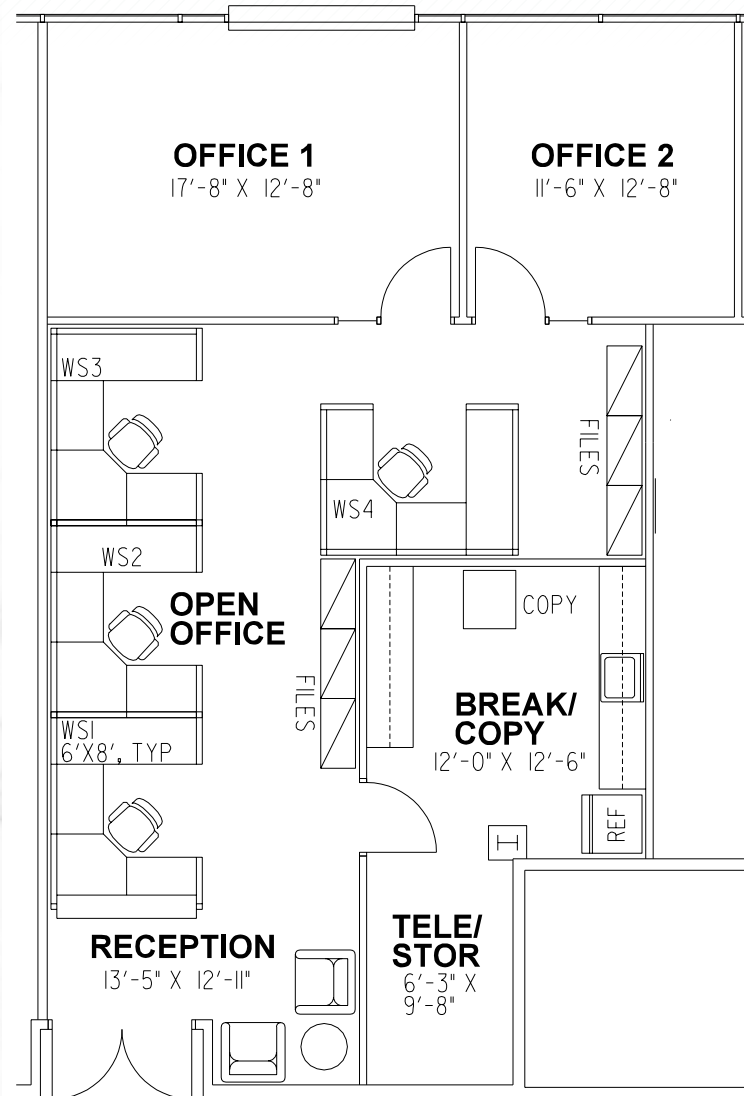 OFFICE 1
17'-8" X 12'-8"
OFFICE 2
11'-6" X 12'-8"
WS3
FILES
WS4
WS2
OPEN
OFFICE
COPY
FILES
BREAK/
COPY
12'-0" X 12'-6"
WS1
6'X8', TYP
REF
RECEPTION
13'-5" X 12'-11"
TELE/
STOR
6'-3" X
9'-8"